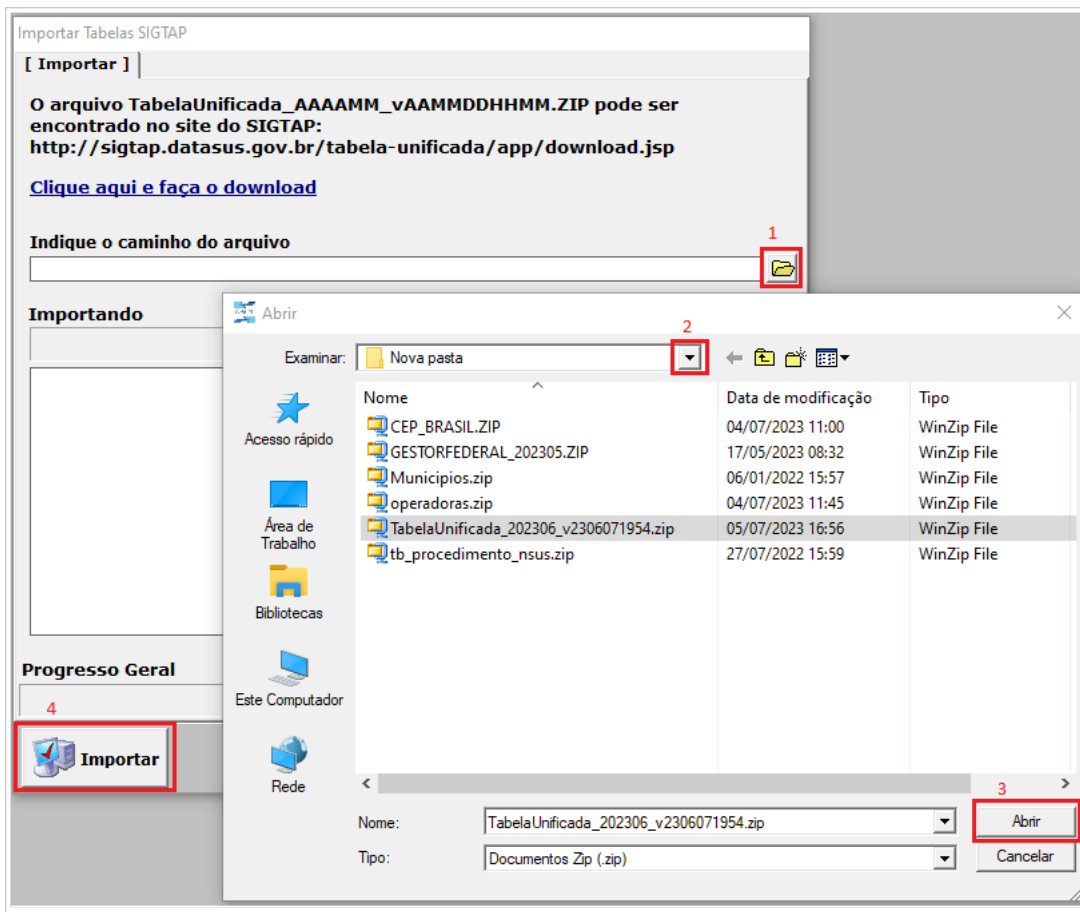 Importar Tabelas SIGTAP
[ Importar ]
O arquivo TabelaUnificada_AAAAMM_vAAMMDDHHMM.ZIP pode ser
encontrado no site do SIGTAP:
http://sigtap.datasus.gov.br/tabela-unificada/app/download.jsp
Clique aqui e faça o download
Indique o caminho do arquivo
1
Importando
Abrir
2
Examinar: Nova pasta
Nome Data de modificação Tipo
CEP_BRASIL.ZIP 04/07/2023 11:00 WinZip File
GESTORFEDERAL_202305.ZIP 17/05/2023 08:32 WinZip File
Municipios.zip 06/01/2022 15:57 WinZip File
operadoras.zip 04/07/2023 11:45 WinZip File
TabelaUnificada_202306_v2306071954.zip 05/07/2023 16:56 WinZip File
tb_procedimento_nsus.zip 27/07/2022 15:59 WinZip File
Acesso rápido
Área de
Trabalho
Bibliotecas
Este Computador
Rede
Progresso Geral
4
Importar
3
Nome: TabelaUnificada_202306_v2306071954.zip Abrir
Tipo: Documentos Zip (.zip) Cancelar